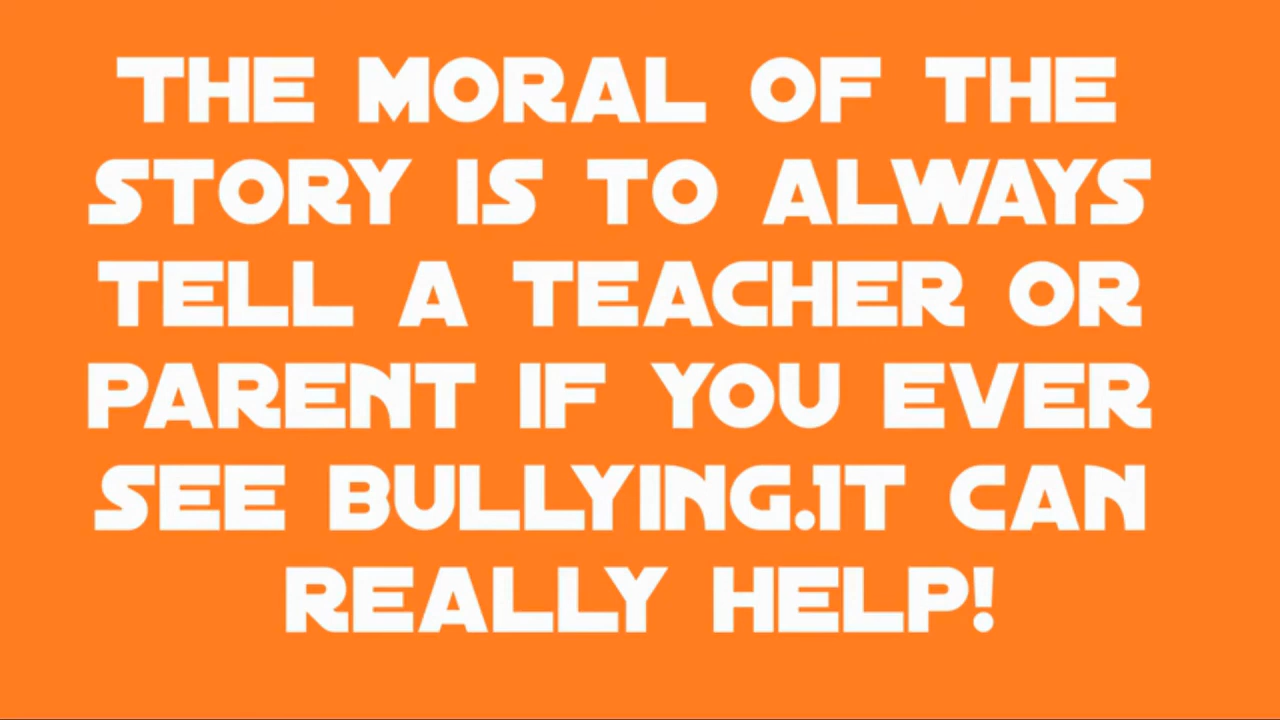 THE MORAL OF THE
STORY IS TO ALWAYS
TELL A TEACHER OR
PARENT IF YOU EVER
SEE BULLYING.IT CAN
REALLY HELP!